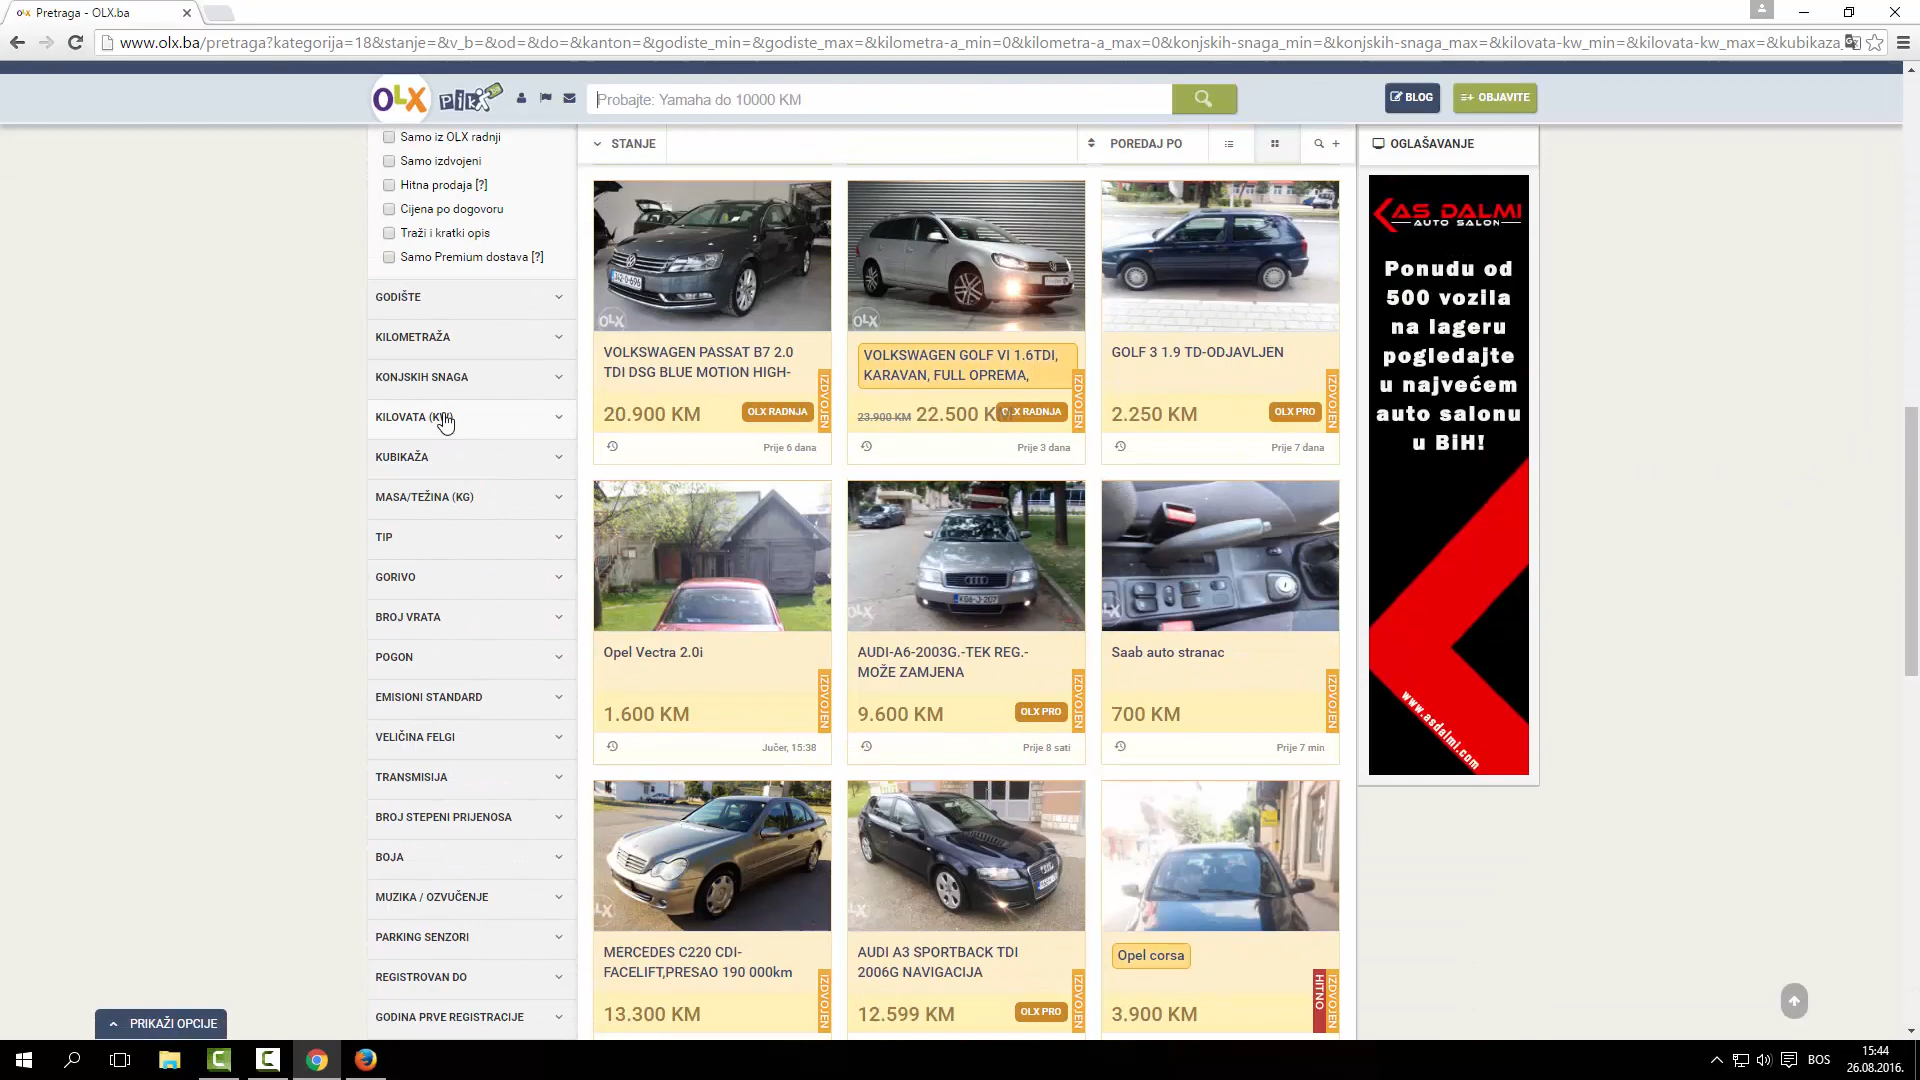 Pretraga - OLX.ba
www.olx.ba/pretraga?kategorija=18&stanje=&v_b=&od=&do=&kanton=&godiste_min=&godiste_max=&kilometra-a_min=0&kilometra-a_max=0&konjskih-snaga_min=&konjskih-snaga_max=&kilovata-kw_min=&kilovata-kw_max=&kubikaza_
OLX PIK.BA
Probajte: Yamaha do 10000 KM
BLOG
OBJAVITE
Samo iz OLX radnji
Samo izdvojeni
Hitna prodaja [?]
Cijena po dogovoru
Traži i kratki opis
Samo Premium dostava [?]
GODIŠTE
KILOMETRAŽA
KONJSKIH SNAGA
KILOVATA (KW)
KUBIKAŽA
MASA/TEŽINA (KG)
TIP
GORIVO
BROJ VRATA
POGON
EMISIONI STANDARD
VELIČINA FELGI
TRANSMISIJA
BROJ STEPENI PRIJENOSA
BOJA
MUZIKA / OZVUČENJE
PARKING SENZORI
REGISTROVAN DO
GODINA PRVE REGISTRACIJE
PRIKAŽI OPCIJE
STANJE
POREDAJ PO
VOLKSWAGEN PASSAT B7 2.0
TDI DSG BLUE MOTION HIGH-
20.900 KM
OLX RADNJA
IZDVOJEN
Prije 6 dana
VOLKSWAGEN GOLF VI 1.6TDI,
KARAVAN, FULL OPREMA,
23.900 KM 22.500 KM
OLX RADNJA
IZDVOJEN
Prije 3 dana
GOLF 3 1.9 TD-ODJAVLJEN
2.250 KM
OLX PRO
IZDVOJEN
Prije 7 dana
Opel Vectra 2.0i
1.600 KM
IZDVOJEN
Jučer, 15:38
AUDI-A6-2003G.-TEK REG.-
MOŽE ZAMJENA
9.600 KM
OLX PRO
IZDVOJEN
Prije 8 sati
Saab auto stranac
700 KM
IZDVOJEN
Prije 7 min
MERCEDES C220 CDI-
FACELIFT,PRESAO 190 000km
13.300 KM
IZDVOJEN
AUDI A3 SPORTBACK TDI
2006G NAVIGACIJA
12.599 KM
OLX PRO
IZDVOJEN
Opel corsa
3.900 KM
HITNO
IZDVOJEN
OGLAŠAVANJE
AS DALMI
AUTO SALON
Ponudu od
500 vozila
na lageru
pogledajte
u najvećem
auto salonu
u BiH!
www.asdalmi.com
BOS
15:44
26.08.2016.